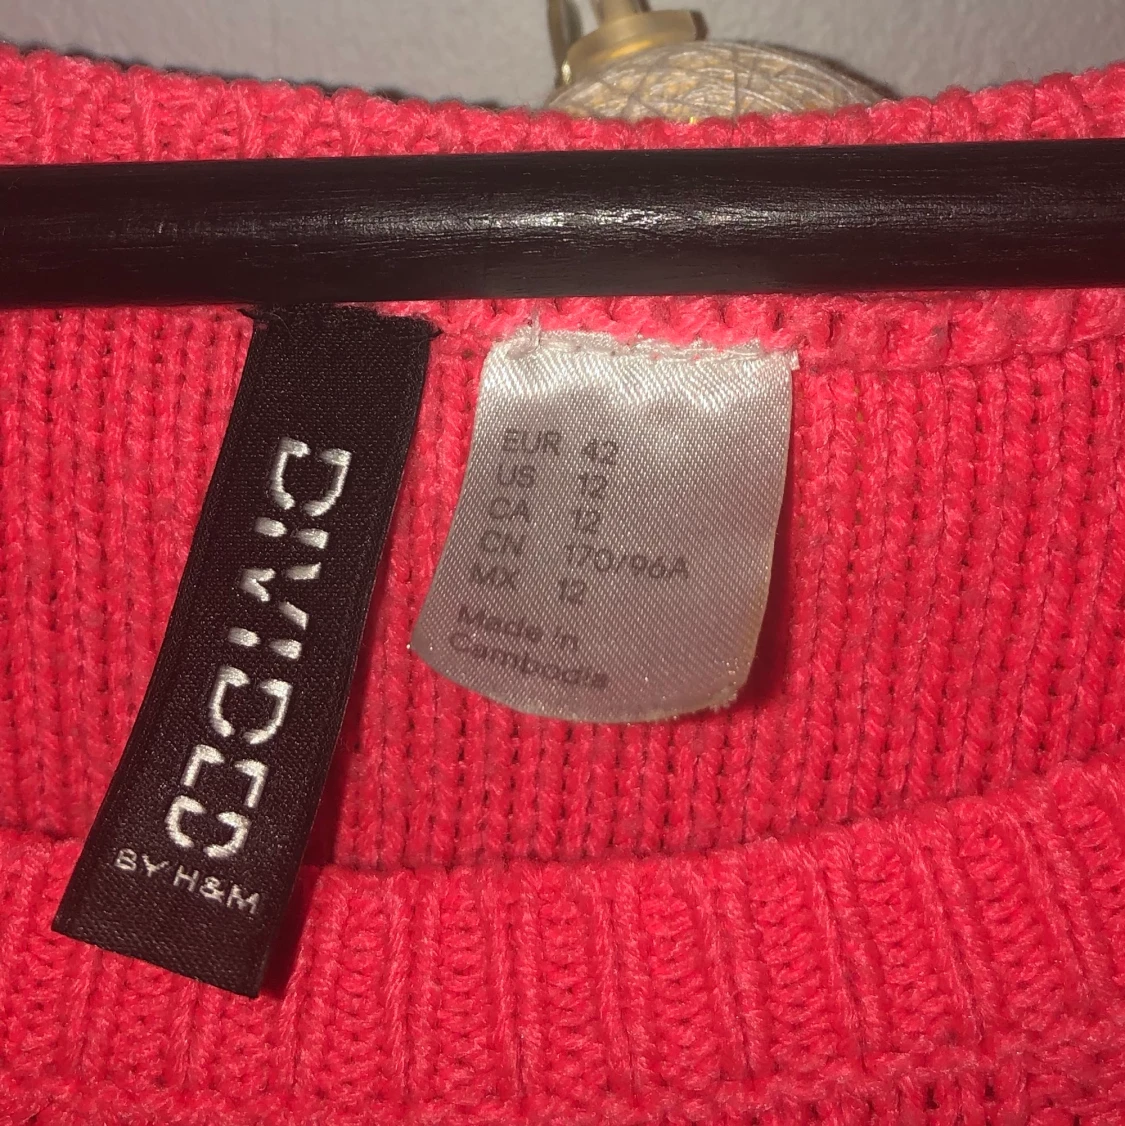 DIVIDED
BY H&M
EUR 42
US 12
CA 12
CN 170/96A
MX 12
Made in
Cambodia